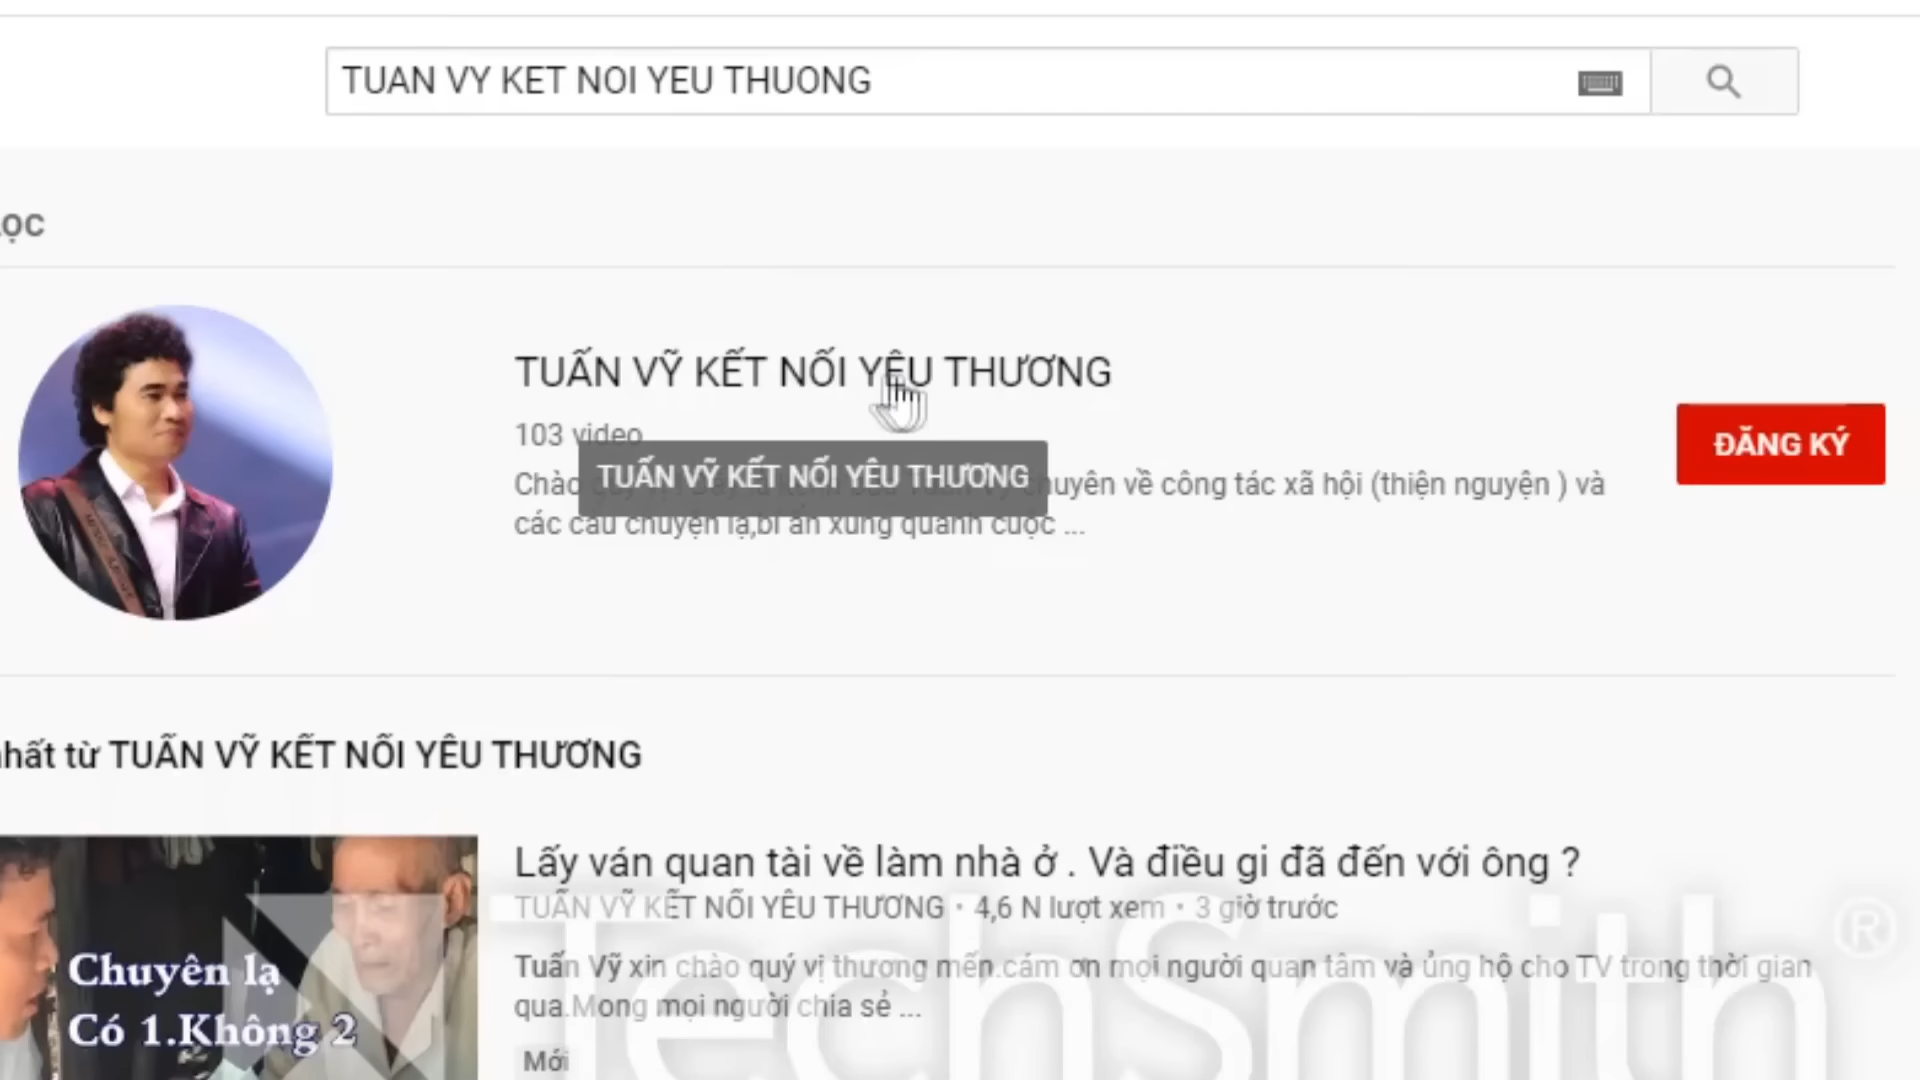 TUAN VY KET NOI YEU THUONG
ọc
TUẤN VỸ KẾT NỐI YÊU THƯƠNG
103 video
TUẤN VỸ KẾT NỐI YÊU THƯƠNG
ĐĂNG KÝ
Chào huyên về công tác xã hội (thiện nguyện ) và
các câu chuyện lạ,bí ẩn xung quanh cuộc ...
nhất từ TUẤN VỸ KẾT NỐI YÊU THƯƠNG
Lấy ván quan tài về làm nhà ở . Và điều gi đã đến với ông ?
TUẤN VỸ KẾT NỐI YÊU THƯƠNG • 4,6 N lượt xem • 3 giờ trước
Tuấn Vỹ xin chào quý vị thương mến.cám ơn mọi người quan tâm và ủng hộ cho TV trong thời gian
qua.Mong mọi người chia sẻ ...
Mới
Chuyện lạ
Có 1.Không 2
TechSmith®